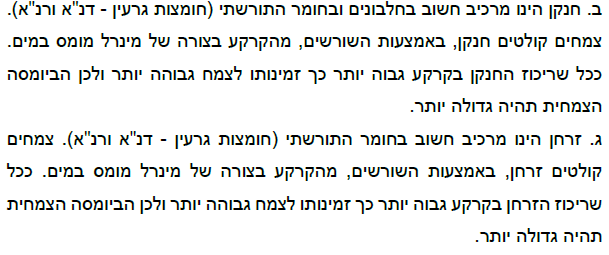 ב. חנקן הינו מרכיב חשוב בחלבונים ובחומר התורשתי (חומצות גרעין - דנ"א ורנ"א).
צמחים קולטים חנקן, באמצעות השורשים, מהקרקע בצורה של מינרל מומס במים.
ככל שריכוז החנקן בקרקע גבוה יותר כך זמינותו לצמח גבוהה יותר ולכן הביומסה
הצמחית תהיה גדולה יותר.
ג. זרחן הינו מרכיב חשוב בחומר התורשתי (חומצות גרעין - דנ"א ורנ"א). צמחים
קולטים זרחן, באמצעות השורשים, מהקרקע בצורה של מינרל מומס במים. ככל
שריכוז הזרחן בקרקע גבוה יותר כך זמינותו לצמח גבוהה יותר ולכן הביומסה הצמחית
תהיה גדולה יותר.